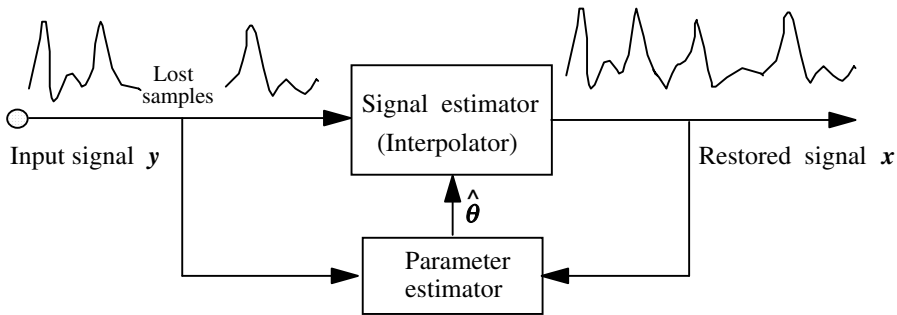 Lost
samples
Signal estimator
(Interpolator)
Input signal y
Restored signal x
θ̂
Parameter
estimator